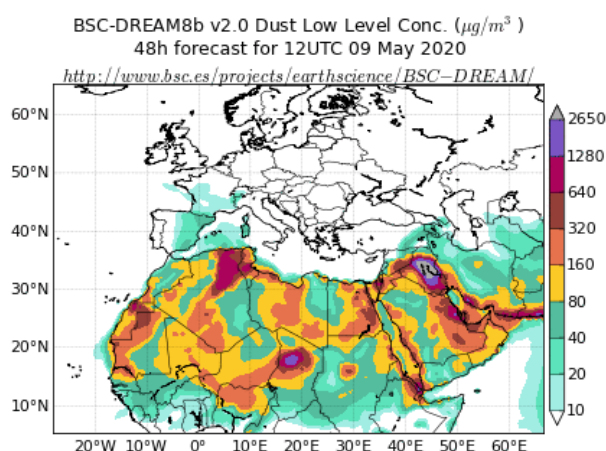 BSC-DREAM8b v2.0 Dust Low Level Conc. (μg/m³ )
48h forecast for 12UTC 09 May 2020
http://www.bsc.es/projects/earthscience/BSC−DREAM/
60°N
50°N
40°N
30°N
20°N
10°N
20°W 10°W 0° 10°E 20°E 30°E 40°E 50°E 60°E
2650
1280
640
320
160
80
40
20
10